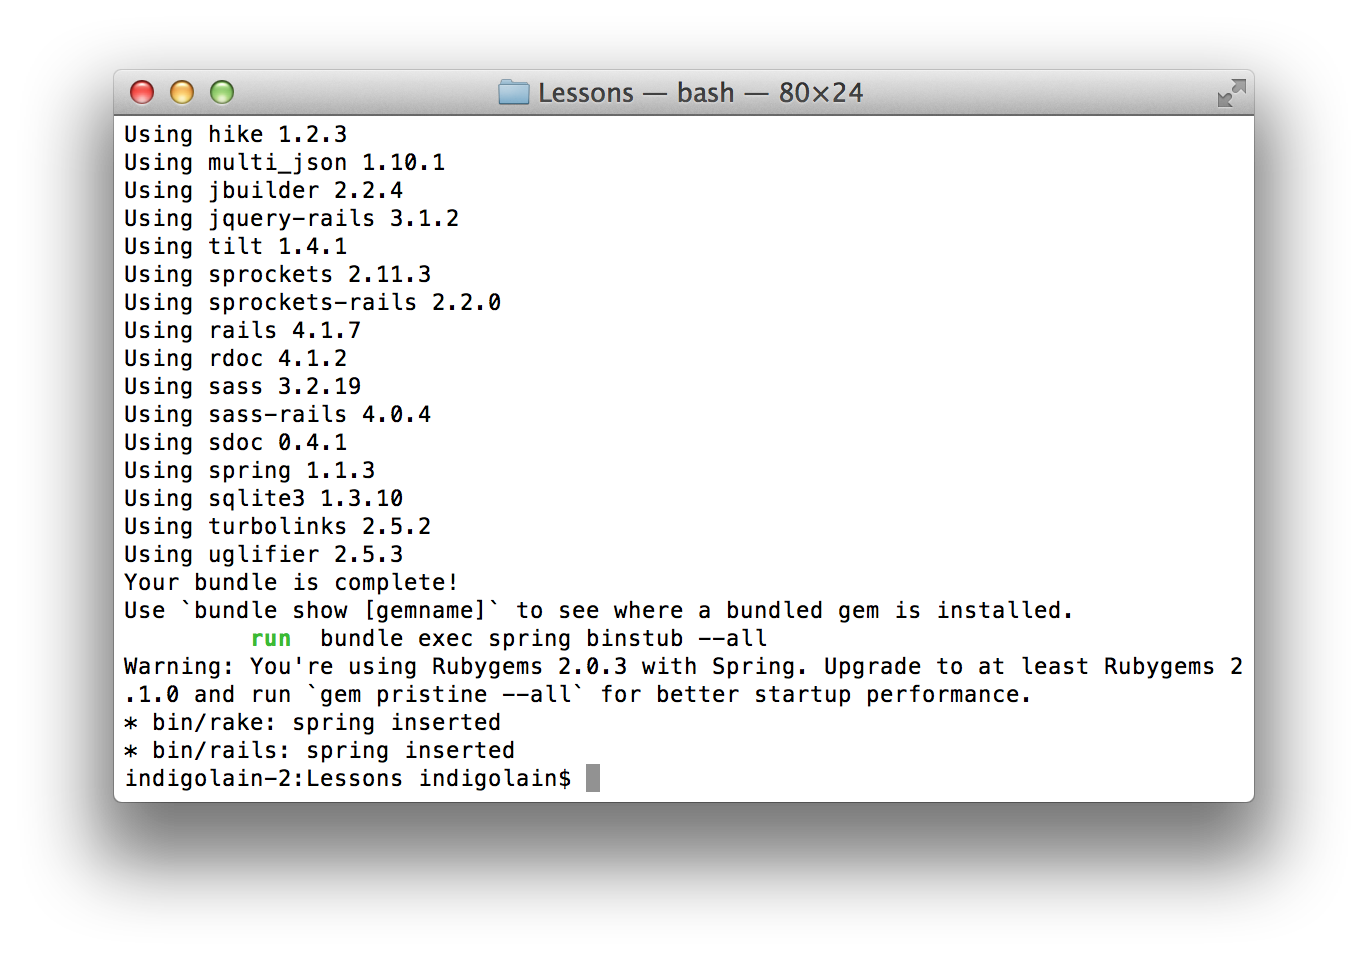 Lessons — bash — 80×24
Using hike 1.2.3
Using multi_json 1.10.1
Using jbuilder 2.2.4
Using jquery-rails 3.1.2
Using tilt 1.4.1
Using sprockets 2.11.3
Using sprockets-rails 2.2.0
Using rails 4.1.7
Using rdoc 4.1.2
Using sass 3.2.19
Using sass-rails 4.0.4
Using sdoc 0.4.1
Using spring 1.1.3
Using sqlite3 1.3.10
Using turbolinks 2.5.2
Using uglifier 2.5.3
Your bundle is complete!
Use `bundle show [gemname]` to see where a bundled gem is installed.
         run  bundle exec spring binstub --all
Warning: You're using Rubygems 2.0.3 with Spring. Upgrade to at least Rubygems 2
.1.0 and run `gem pristine --all` for better startup performance.
* bin/rake: spring inserted
* bin/rails: spring inserted
indigolain-2:Lessons indigolain$